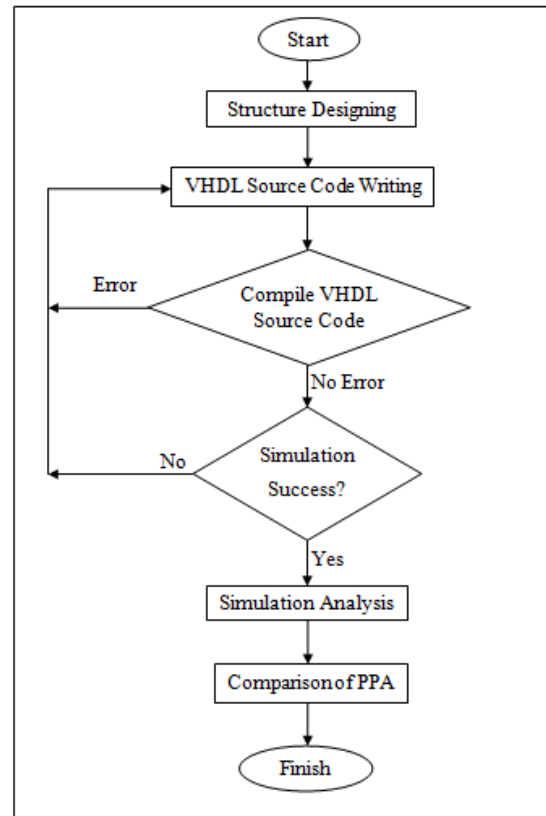 Start
Structure Designing
VHDL Source Code Writing
Error
Compile VHDL
Source Code
No Error
No
Simulation
Success?
Yes
Simulation Analysis
Comparison of PPA
Finish